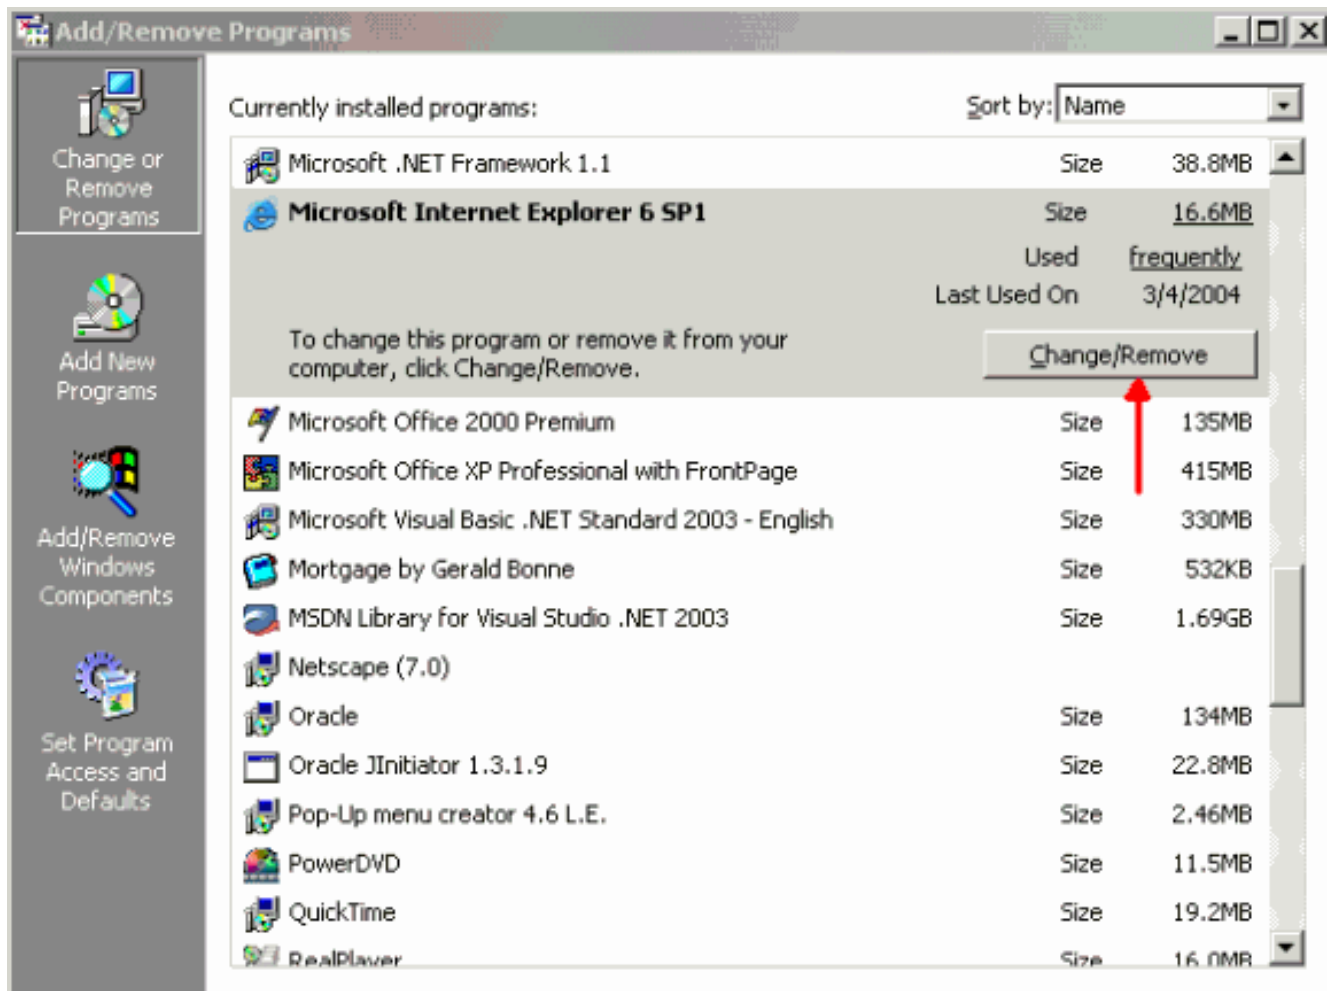 Add/Remove Programs
Change or
Remove
Programs
Add New
Programs
Add/Remove
Windows
Components
Set Program
Access and
Defaults
Currently installed programs:
Sort by: Name
Microsoft .NET Framework 1.1 Size 38.8MB
Microsoft Internet Explorer 6 SP1 Size 16.6MB
Used frequently
Last Used On 3/4/2004
To change this program or remove it from your
computer, click Change/Remove.
Change/Remove
Microsoft Office 2000 Premium Size 135MB
Microsoft Office XP Professional with FrontPage Size 415MB
Microsoft Visual Basic .NET Standard 2003 - English Size 330MB
Mortgage by Gerald Bonne Size 532KB
MSDN Library for Visual Studio .NET 2003 Size 1.69GB
Netscape (7.0)
Oracle Size 134MB
Oracle JInitiator 1.3.1.9 Size 22.8MB
Pop-Up menu creator 4.6 L.E. Size 2.46MB
PowerDVD Size 11.5MB
QuickTime Size 19.2MB
RealPlayer Size 16.0MB